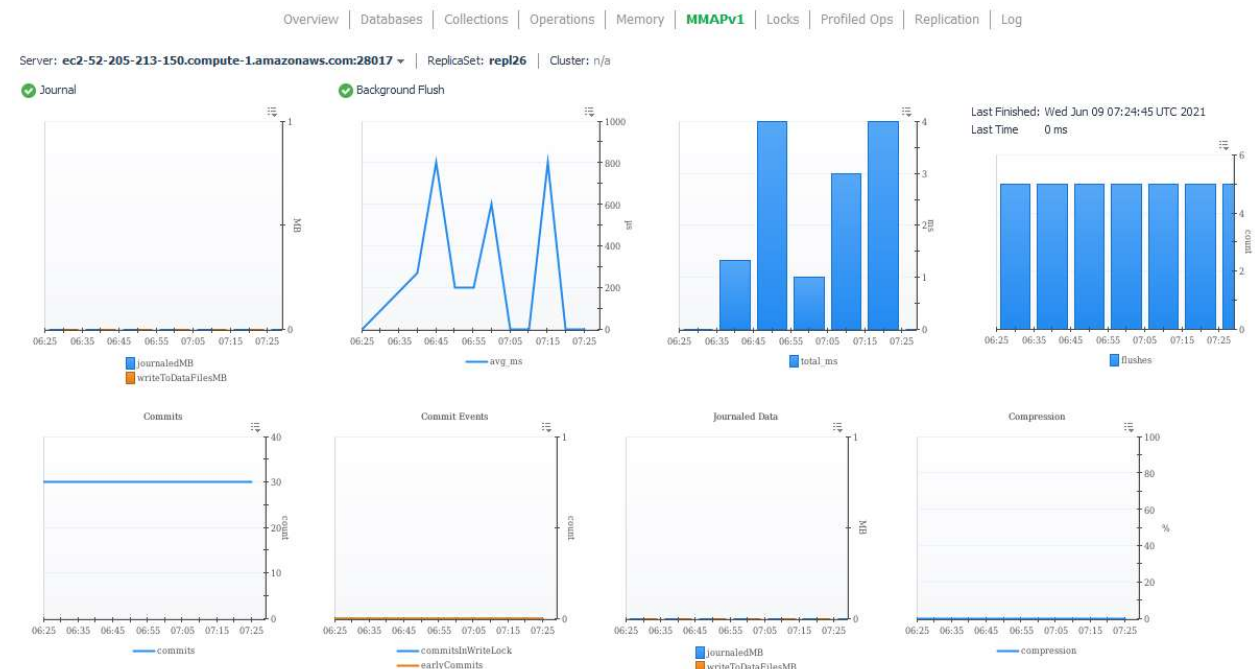 Overview | Databases | Collections | Operations | Memory | MMAPv1 | Locks | Profiled Ops | Replication | Log
Server: ec2-52-205-213-150.compute-1.amazonaws.com:28017 | ReplicaSet: repl26 | Cluster: n/a
Journal
1
MB
0
06:25 06:35 06:45 06:55 07:05 07:15 07:25
journaledMB
writeToDataFilesMB
Background Flush
1000
800
600
µs
400
200
0
06:25 06:35 06:45 06:55 07:05 07:15 07:25
avg_ms
4
3
2
ms
1
0
06:25 06:35 06:45 06:55 07:05 07:15 07:25
total_ms
Last Finished: Wed Jun 09 07:24:45 UTC 2021
Last Time 0 ms
6
4
count
2
0
06:25 06:35 06:45 06:55 07:05 07:15 07:25
flushes
Commits
40
30
20
count
10
0
06:25 06:35 06:45 06:55 07:05 07:15 07:25
commits
Commit Events
1
count
0
06:25 06:35 06:45 06:55 07:05 07:15 07:25
commitsInWriteLock
earlyCommits
Journaled Data
1
MB
0
06:25 06:35 06:45 06:55 07:05 07:15 07:25
journaledMB
writeToDataFilesMB
Compression
100
80
60
%
40
20
0
06:25 06:35 06:45 06:55 07:05 07:15 07:25
compression